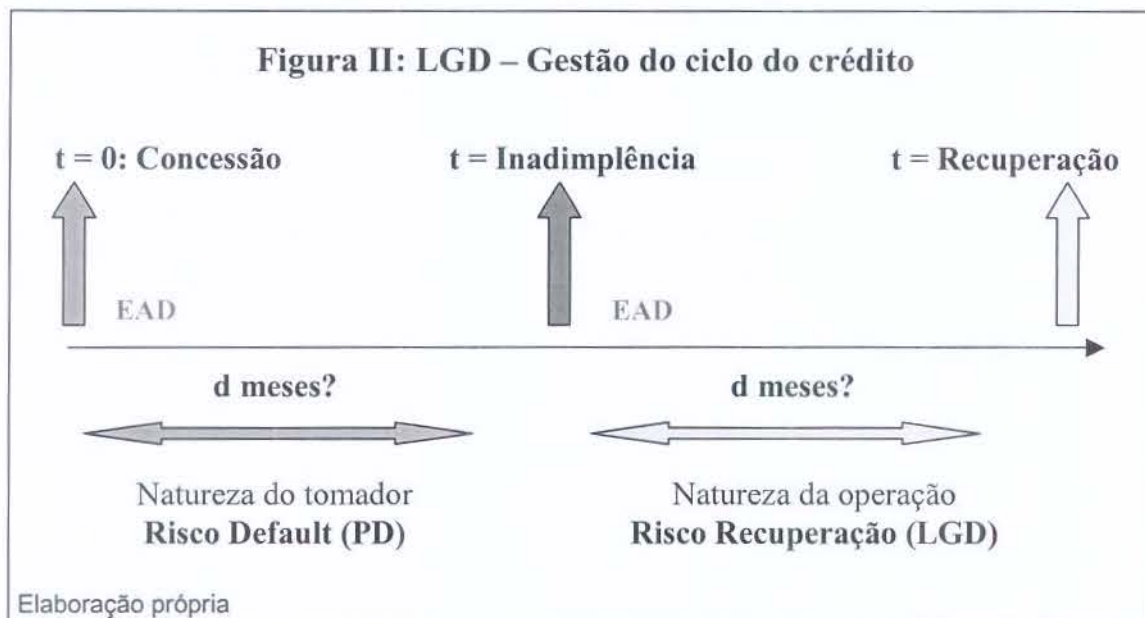 Figura II: LGD – Gestão do ciclo do crédito
t = 0: Concessão
t = Inadimplência
t = Recuperação
EAD
EAD
d meses?
d meses?
Natureza do tomador
Risco Default (PD)
Natureza da operação
Risco Recuperação (LGD)
Elaboração própria